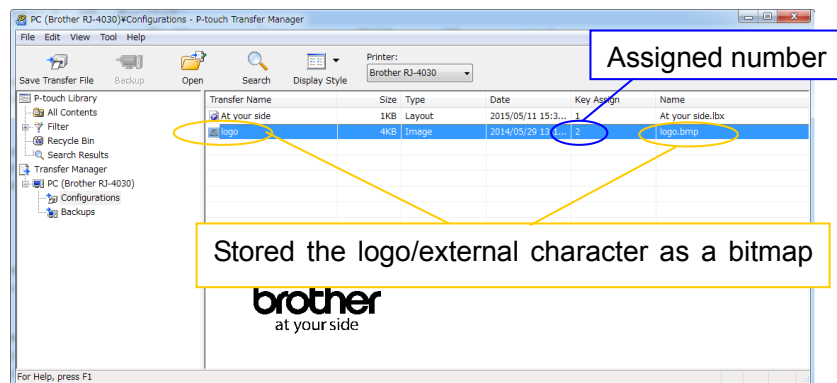 PC (Brother RJ-4030)¥Configurations - P-touch Transfer Manager
File Edit View Tool Help
Save Transfer File Backup Open Search Display Style
Printer:
Brother RJ-4030
Assigned number
P-touch Library
All Contents
Filter
Recycle Bin
Search Results
Transfer Manager
PC (Brother RJ-4030)
Configurations
Backups
Transfer Name Size Type Date Key Assign Name
At your side 1KB Layout 2015/05/11 15:3... 1 At your side.lbx
logo 4KB Image 2014/05/29 13:1... 2 logo.bmp
Stored the logo/external character as a bitmap
brother
at your side
For Help, press F1